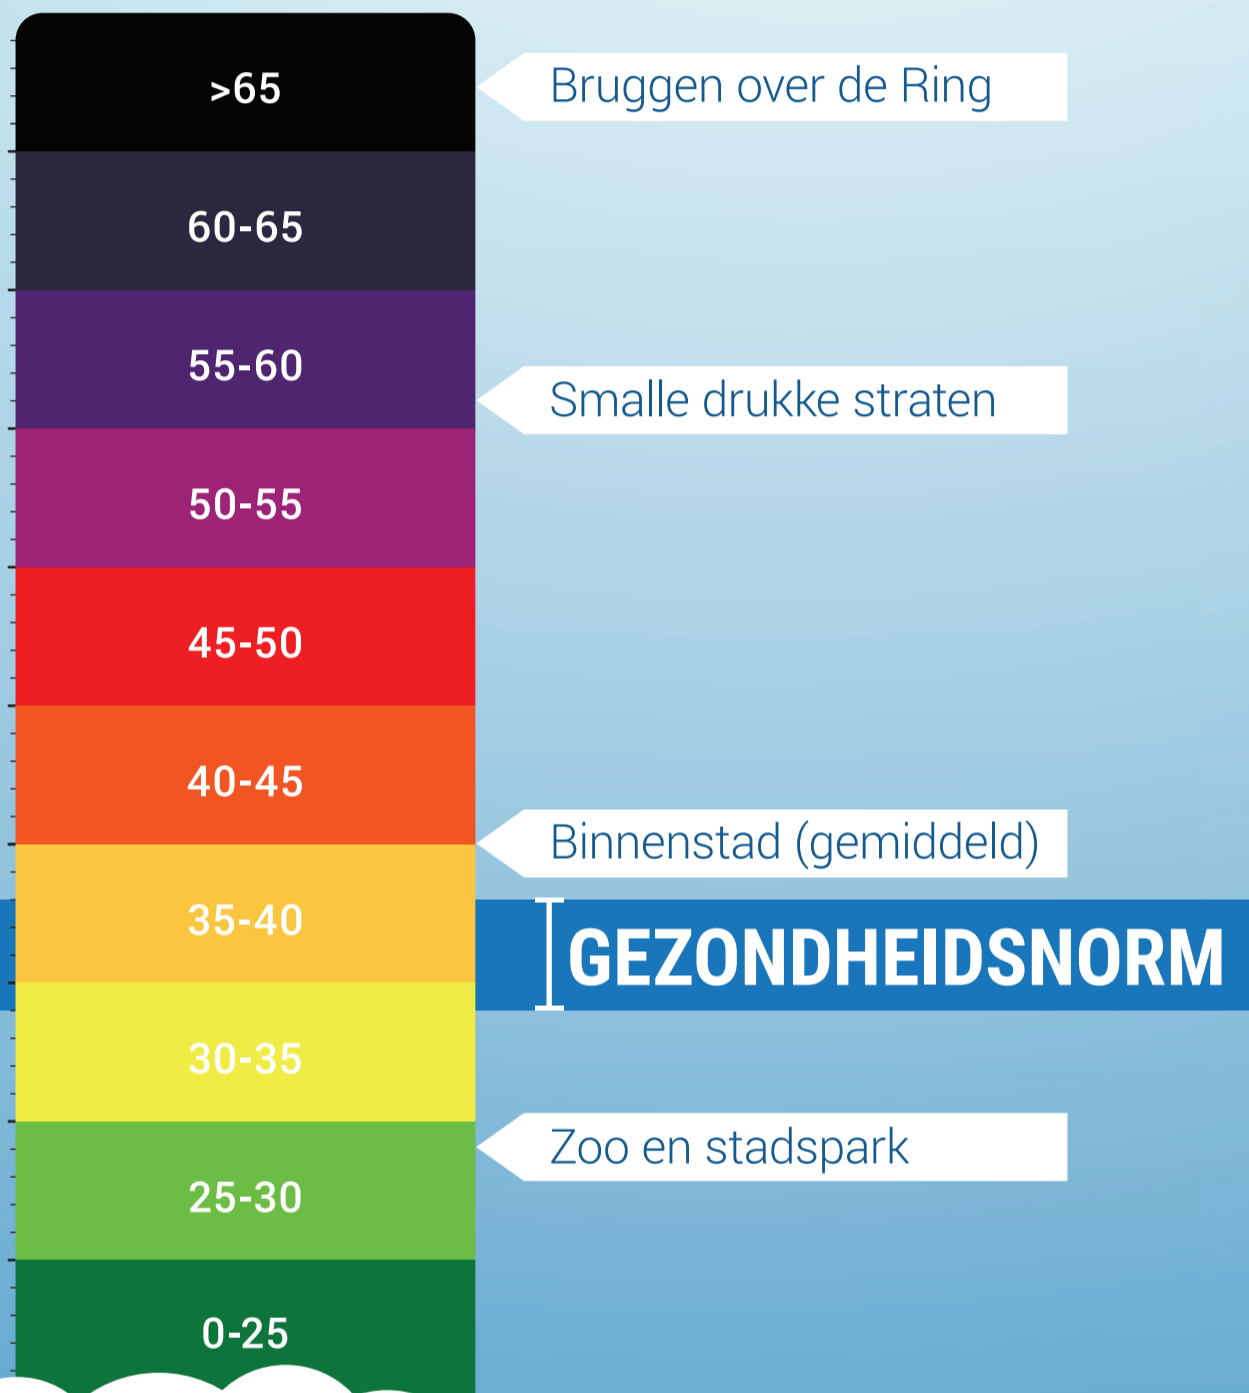 >65
Bruggen over de Ring
60-65
55-60
Smalle drukke straten
50-55
45-50
40-45
Binnenstad (gemiddeld)
35-40
GEZONDHEIDSNORM
30-35
Zoo en stadspark
25-30
0-25